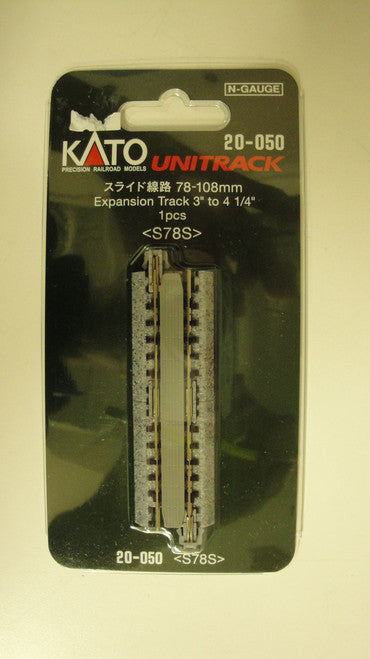 N-GAUGE
20-050
KATO UNITRACK
PRECISION RAILROAD MODELS
スライド線路 78-108mm
Expansion Track 3" to 4 1/4"
1pcs
<S78S>
20-050 <S78S>